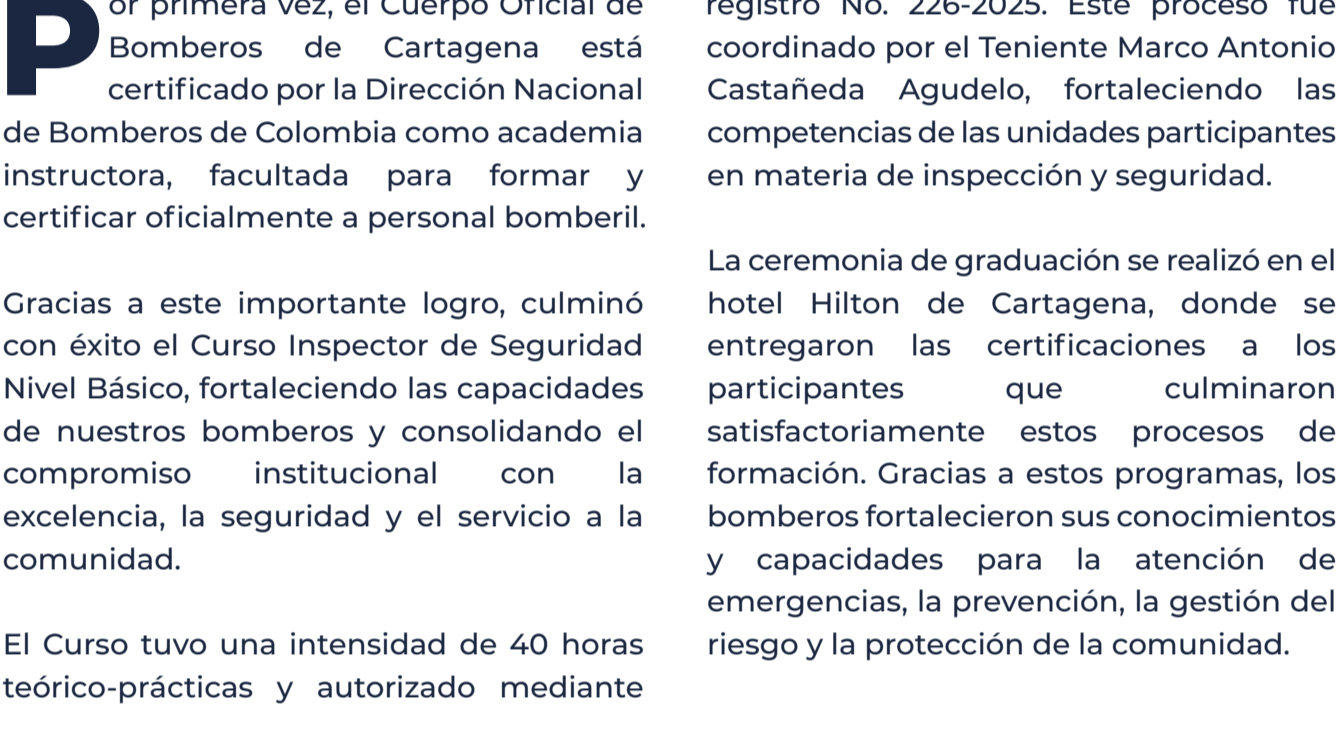 Por primera vez, el Cuerpo Oficial de
Bomberos de Cartagena está
certificado por la Dirección Nacional
de Bomberos de Colombia como academia
instructora, facultada para formar y
certificar oficialmente a personal bomberil.
Gracias a este importante logro, culminó
con éxito el Curso Inspector de Seguridad
Nivel Básico, fortaleciendo las capacidades
de nuestros bomberos y consolidando el
compromiso institucional con la
excelencia, la seguridad y el servicio a la
comunidad.
El Curso tuvo una intensidad de 40 horas
teórico-prácticas y autorizado mediante
registro No. 226-2025. Este proceso fue
coordinado por el Teniente Marco Antonio
Castañeda Agudelo, fortaleciendo las
competencias de las unidades participantes
en materia de inspección y seguridad.
La ceremonia de graduación se realizó en el
hotel Hilton de Cartagena, donde se
entregaron las certificaciones a los
participantes que culminaron
satisfactoriamente estos procesos de
formación. Gracias a estos programas, los
bomberos fortalecieron sus conocimientos
y capacidades para la atención de
emergencias, la prevención, la gestión del
riesgo y la protección de la comunidad.